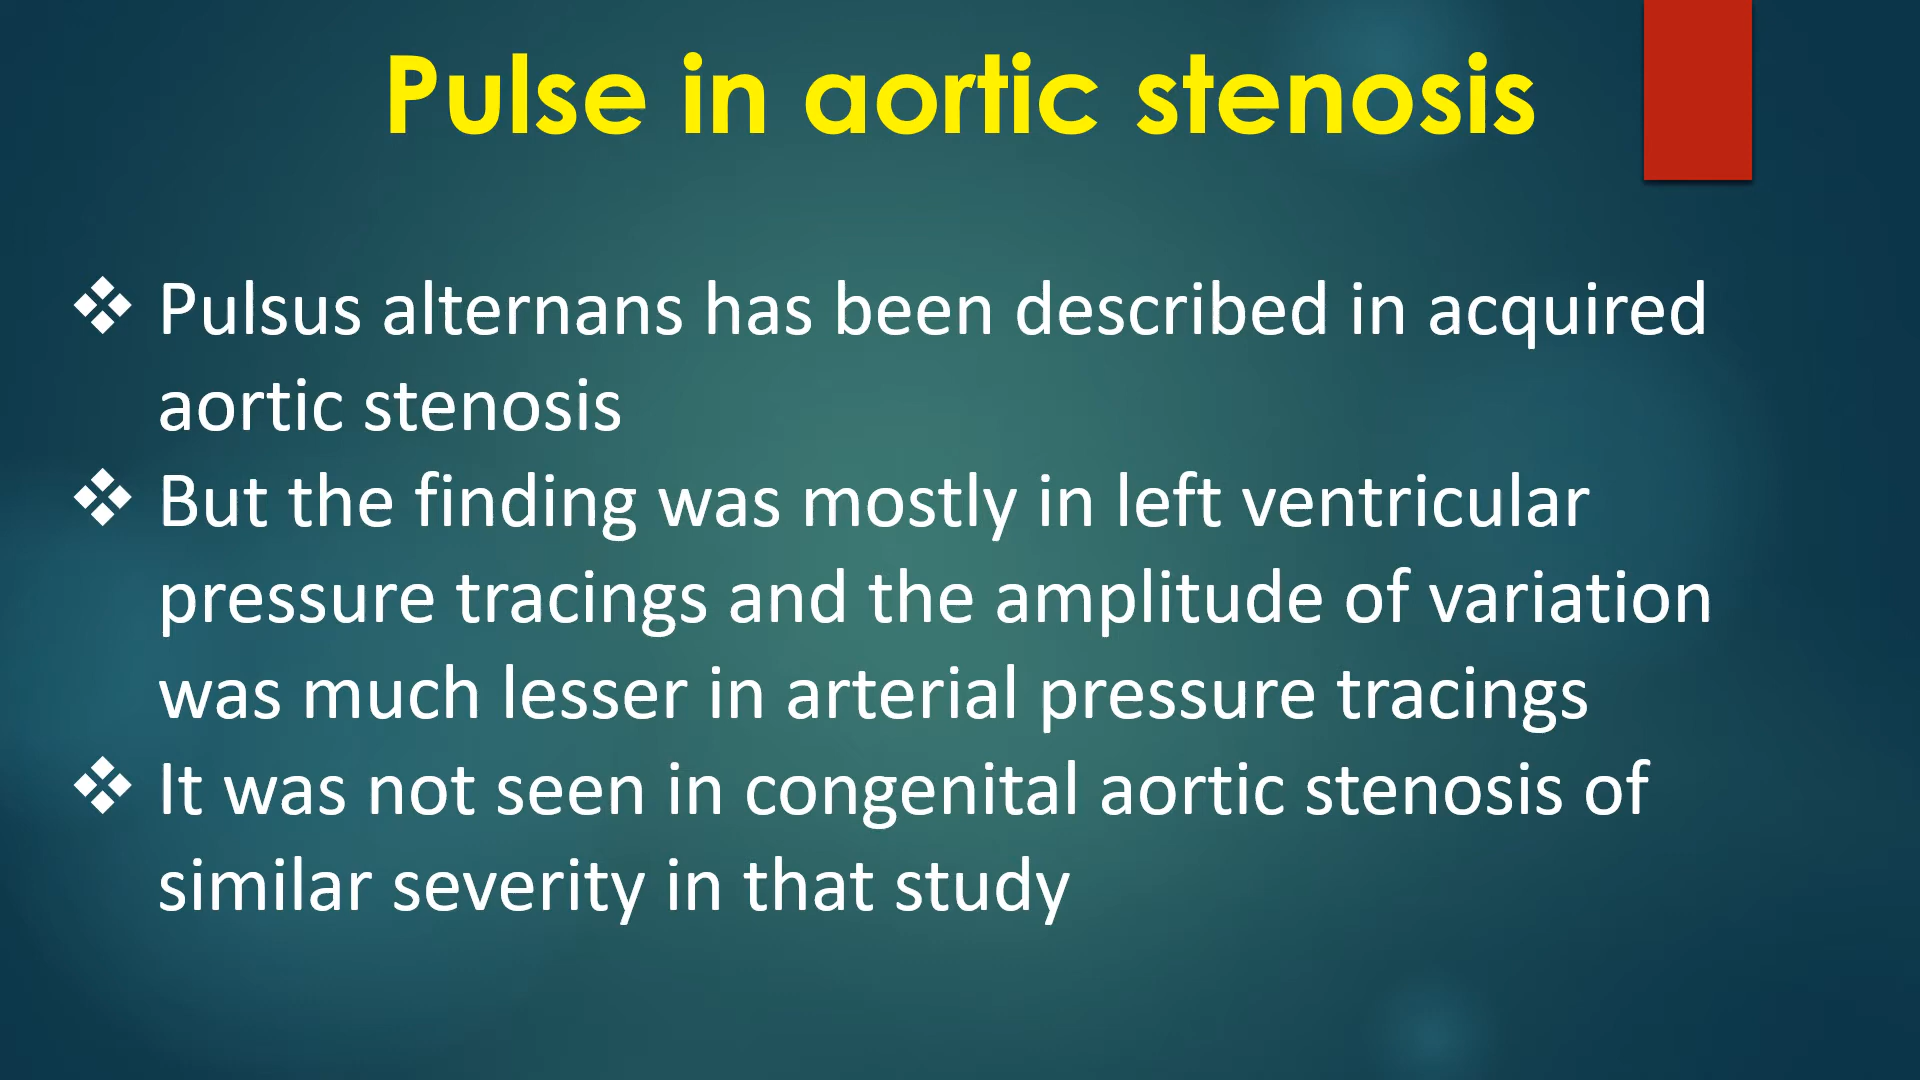 Pulse in aortic stenosis
❖ Pulsus alternans has been described in acquired
aortic stenosis
❖ But the finding was mostly in left ventricular
pressure tracings and the amplitude of variation
was much lesser in arterial pressure tracings
❖ It was not seen in congenital aortic stenosis of
similar severity in that study